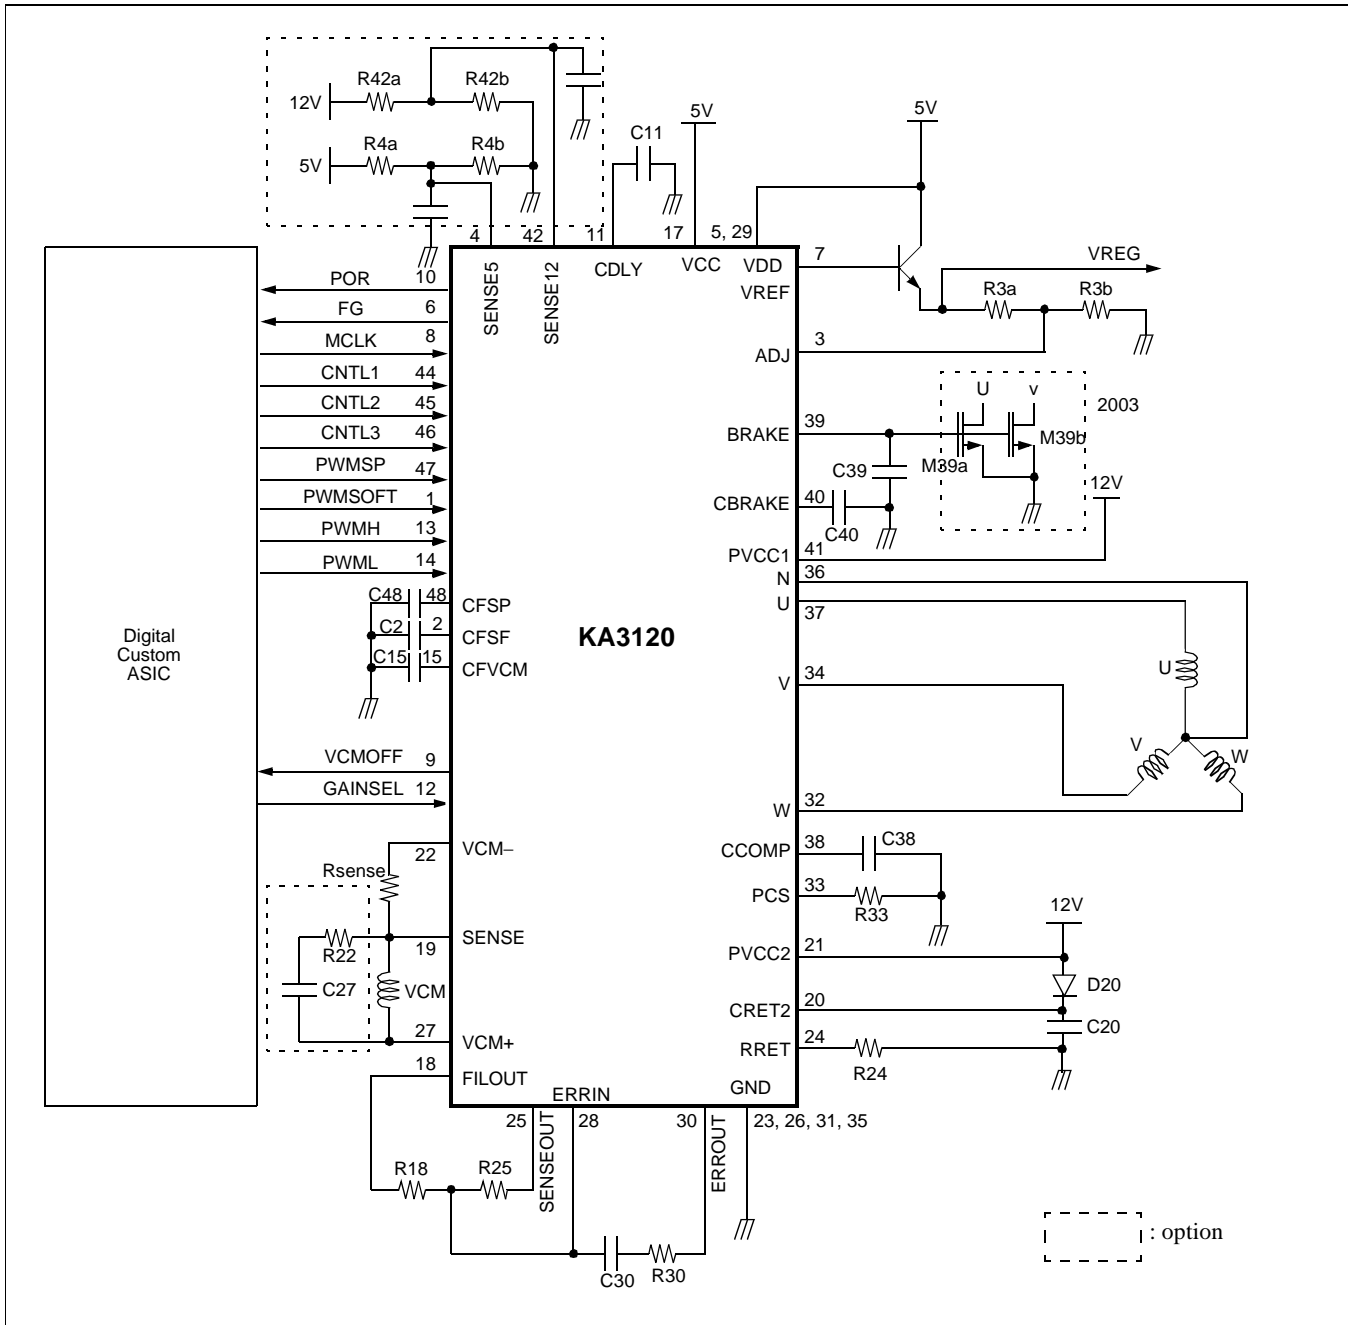 R42a R42b
12V
R4a R4b
5V
C11
5V
5V
4 42 11 17 5, 29
SENSE5 SENSE12 CDLY VCC VDD
VREF 7
VREG
R3a R3b
ADJ 3
POR 10
FG 6
MCLK 8
CNTL1 44
CNTL2 45
CNTL3 46
PWMSP 47
PWMSOFT 1
PWMH 13
PWML 14
U v
2003
BRAKE 39
M39a M39b
C39
CBRAKE 40
C40
12V
PVCC1 41
N 36
U 37
C48 48 CFSP
C2 2 CFSF
C15 15 CFVCM
KA3120
Digital
Custom
ASIC
V 34
U
V W
VCMOFF 9
GAINSEL 12
W 32
22 VCM–
Rsense
CCOMP 38 C38
PCS 33
R33
19 SENSE
R22
C27 VCM
27 VCM+
18 FILOUT
12V
PVCC2 21
D20
CRET2 20
C20
RRET 24
R24
ERRIN GND
25 SENSEOUT 28 30 ERROUT 23, 26, 31, 35
R18 R25
C30 R30
: option